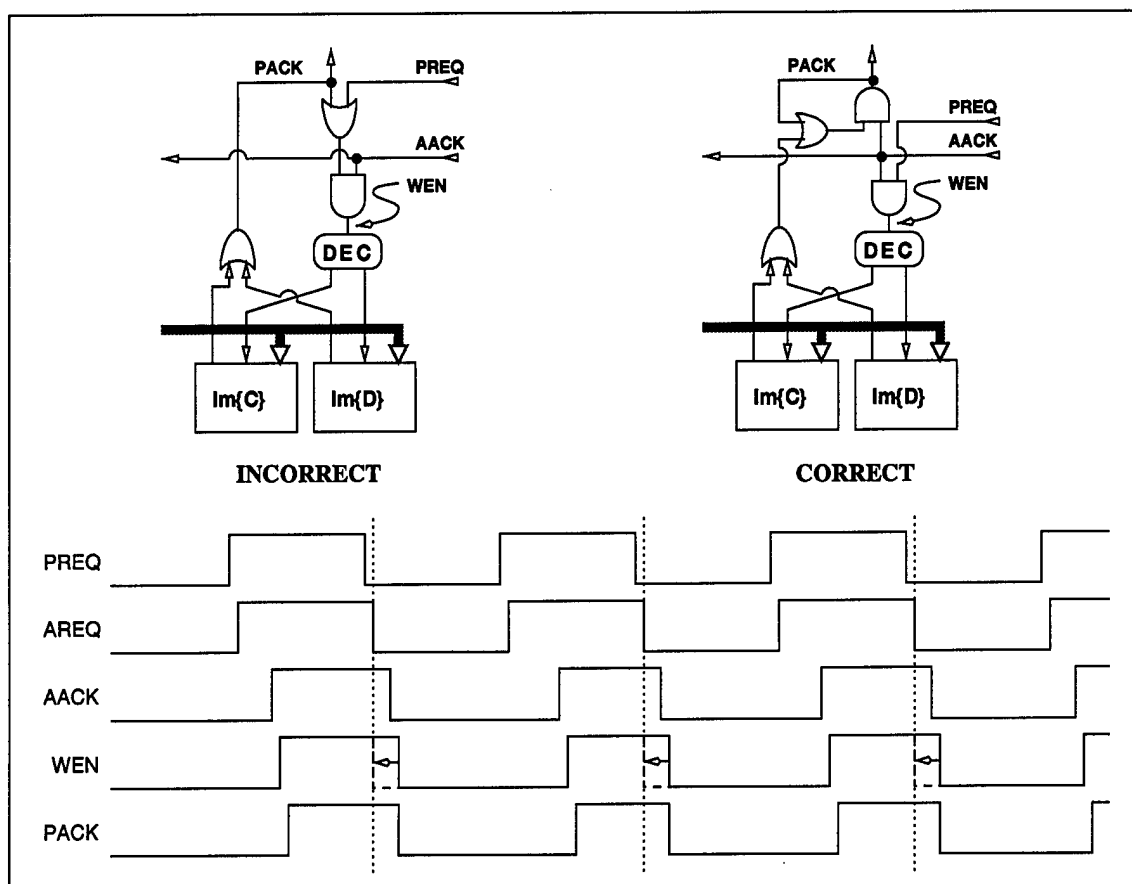 PACK PREQ
AACK
WEN
DEC
Im{C} Im{D}
INCORRECT
PACK
PREQ
AACK
WEN
DEC
Im{C} Im{D}
CORRECT
PREQ
AREQ
AACK
WEN
PACK